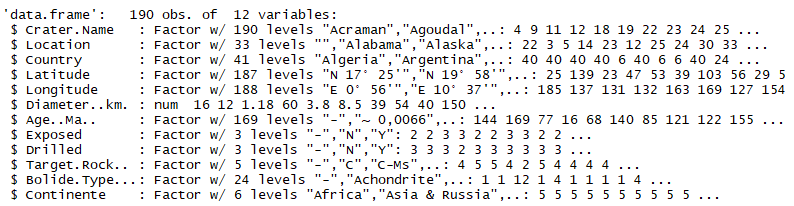 'data.frame':   190 obs. of  12 variables:
 $ Crater.Name   : Factor w/ 190 levels "Acraman","Agoudal",..: 4 9 11 12 18 19 22 23 24 25 ...
 $ Location      : Factor w/ 33 levels "","Alabama","Alaska",..: 22 3 5 14 23 12 25 24 30 33 ...
 $ Country       : Factor w/ 41 levels "Algeria","Argentina",..: 40 40 40 40 6 40 6 6 40 24 ...
 $ Latitude      : Factor w/ 187 levels "N 17° 25'","N 19° 58'",..: 25 139 23 47 53 39 103 56 29 5
 $ Longitude     : Factor w/ 188 levels "E 0° 56'","E 10° 37'",..: 185 137 131 132 163 169 127 154
 $ Diameter..km. : num  16 12 1.18 60 3.8 8.5 39 54 40 150 ...
 $ Age..Ma..     : Factor w/ 169 levels "-","~ 0,0066",..: 144 169 77 16 68 140 85 121 122 155 ...
 $ Exposed       : Factor w/ 3 levels "-","N","Y": 2 2 3 3 2 3 3 3 2 2 ...
 $ Drilled       : Factor w/ 3 levels "-","N","Y": 3 3 3 2 3 3 3 3 3 3 ...
 $ Target.Rock.. : Factor w/ 5 levels "-","C","C-Ms",..: 4 5 5 4 2 5 4 4 4 4 ...
 $ Bolide.Type...: Factor w/ 24 levels "-","Achondrite",..: 1 1 12 1 4 1 1 1 1 4 ...
 $ Continente    : Factor w/ 6 levels "Africa","Asia & Russia",..: 5 5 5 5 5 5 5 5 5 5 ...